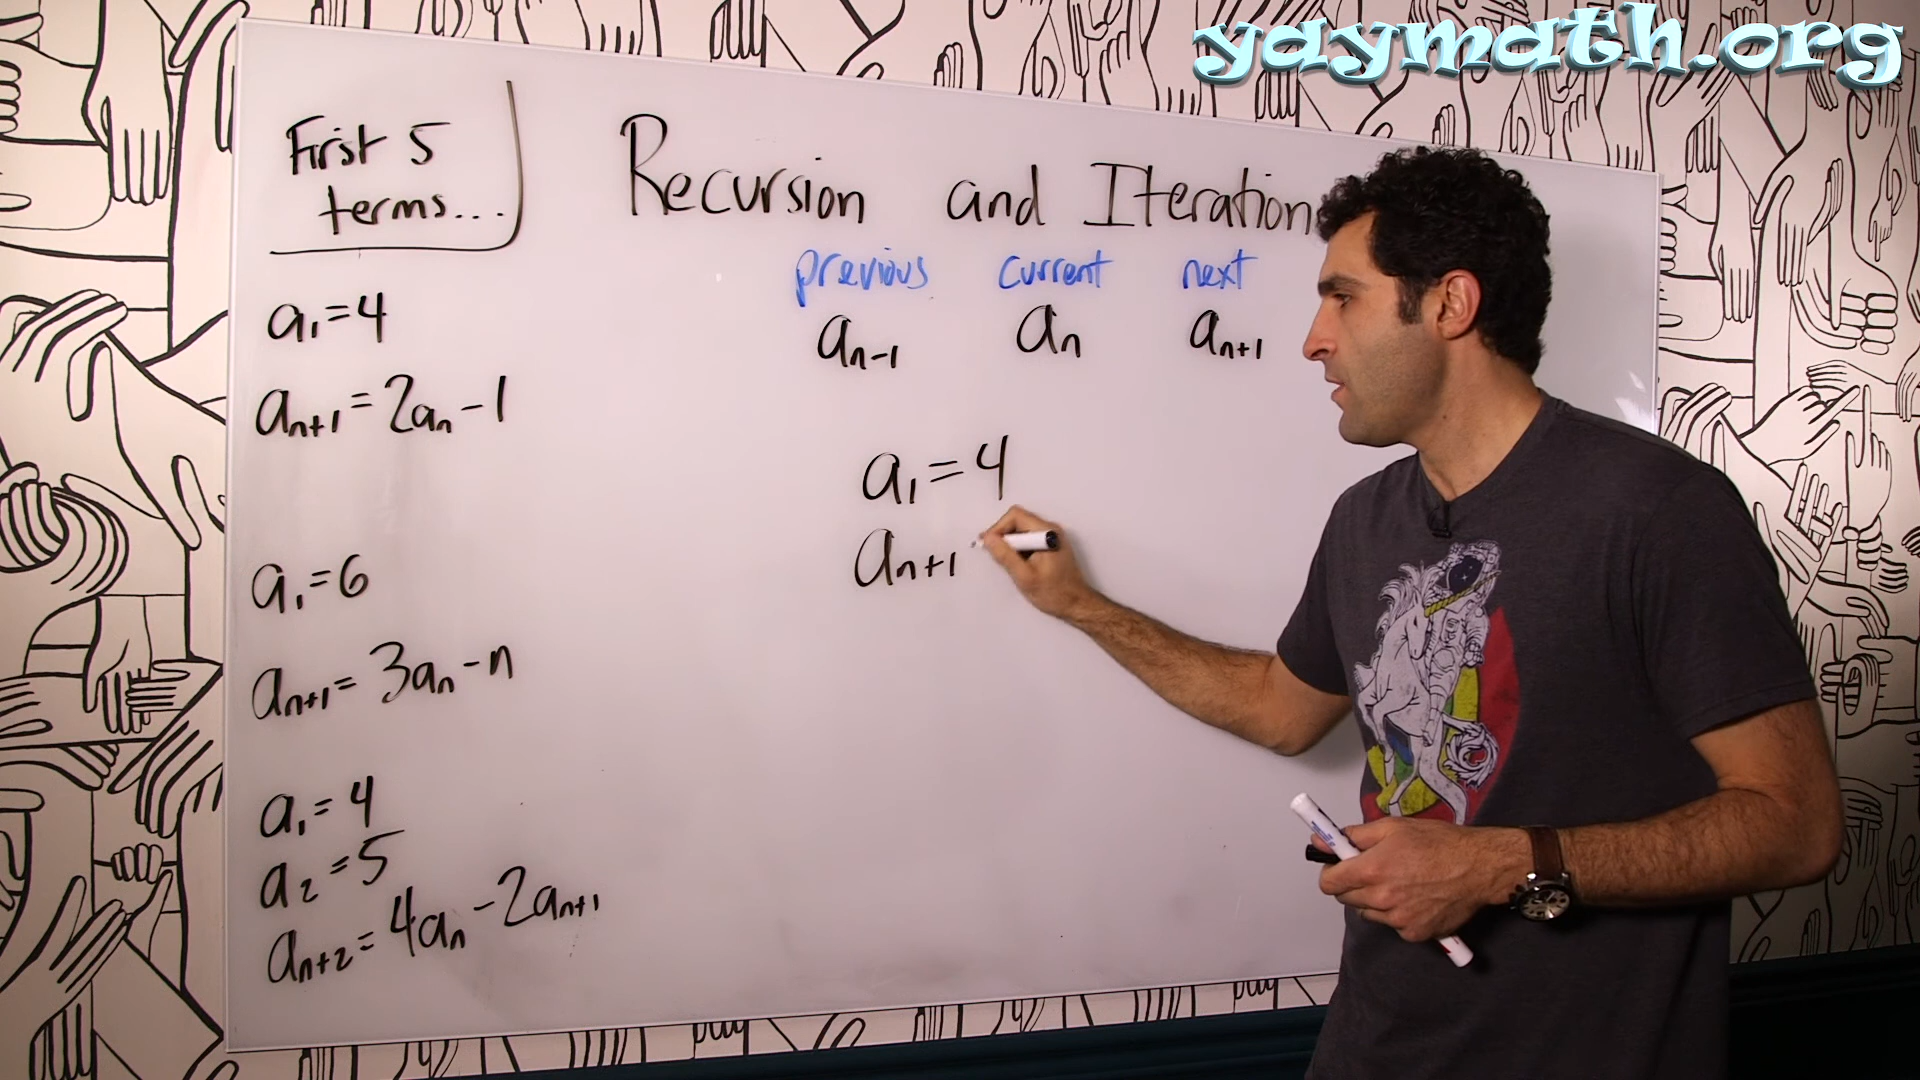 yaymath.org
First 5
terms...
a₁=4
aₙ₊₁=2aₙ-1
a₁=6
aₙ₊₁=3aₙ-n
a₁=4
a₂=5
aₙ₊₂=4aₙ-2aₙ₊₁
Recursion and Iteration
previous current next
aₙ₋₁ aₙ aₙ₊₁
a₁=4
aₙ₊₁